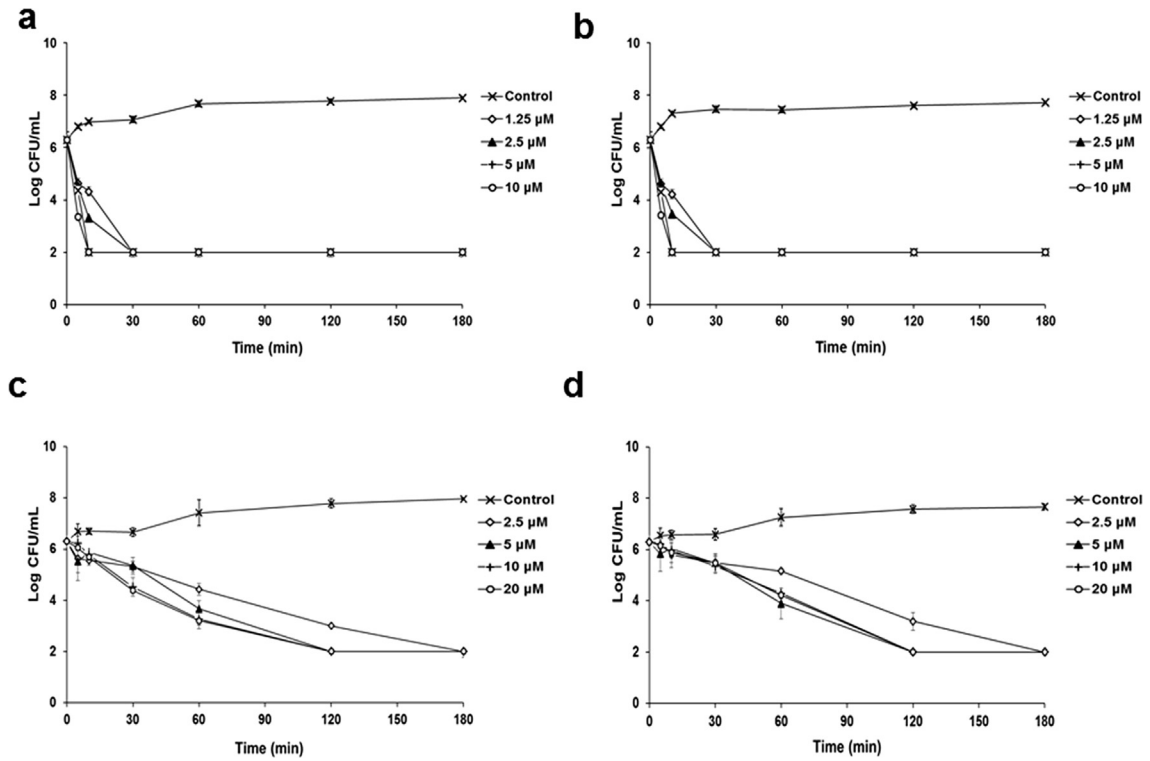 a
10
8
6
4
2
0
Log CFU/mL
0 30 60 90 120 150 180
Time (min)
Control
1.25 µM
2.5 µM
5 µM
10 µM
b
10
8
6
4
2
0
Log CFU/mL
0 30 60 90 120 150 180
Time (min)
Control
1.25 µM
2.5 µM
5 µM
10 µM
c
10
8
6
4
2
0
Log CFU/mL
0 30 60 90 120 150 180
Time (min)
Control
2.5 µM
5 µM
10 µM
20 µM
d
10
8
6
4
2
0
Log CFU/mL
0 30 60 90 120 150 180
Time (min)
Control
2.5 µM
5 µM
10 µM
20 µM